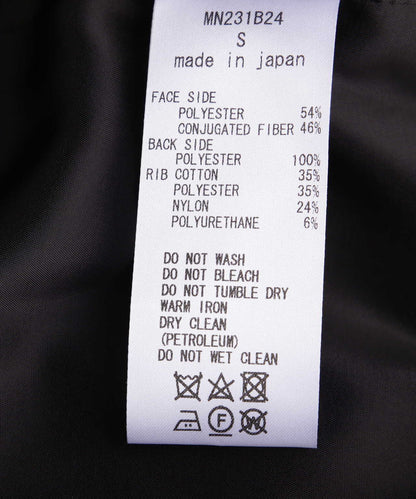 MN231B24
S
made in japan
FACE SIDE
POLYESTER 54%
CONJUGATED FIBER 46%
BACK SIDE
POLYESTER 100%
RIB COTTON 35%
POLYESTER 35%
NYLON 24%
POLYURETHANE 6%
DO NOT WASH
DO NOT BLEACH
DO NOT TUMBLE DRY
WARM IRON
DRY CLEAN
(PETROLEUM)
DO NOT WET CLEAN
F W